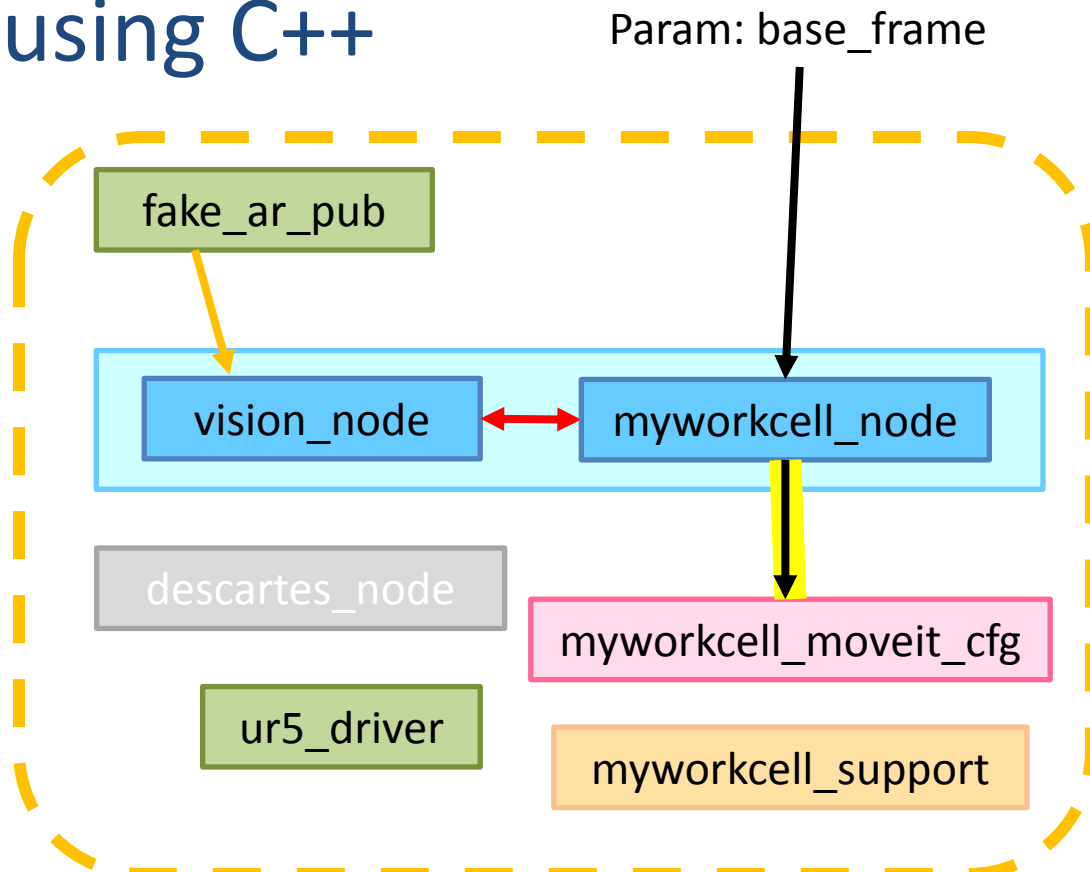 using C++
Param: base_frame
fake_ar_pub
vision_node
myworkcell_node
descartes_node
myworkcell_moveit_cfg
ur5_driver
myworkcell_support